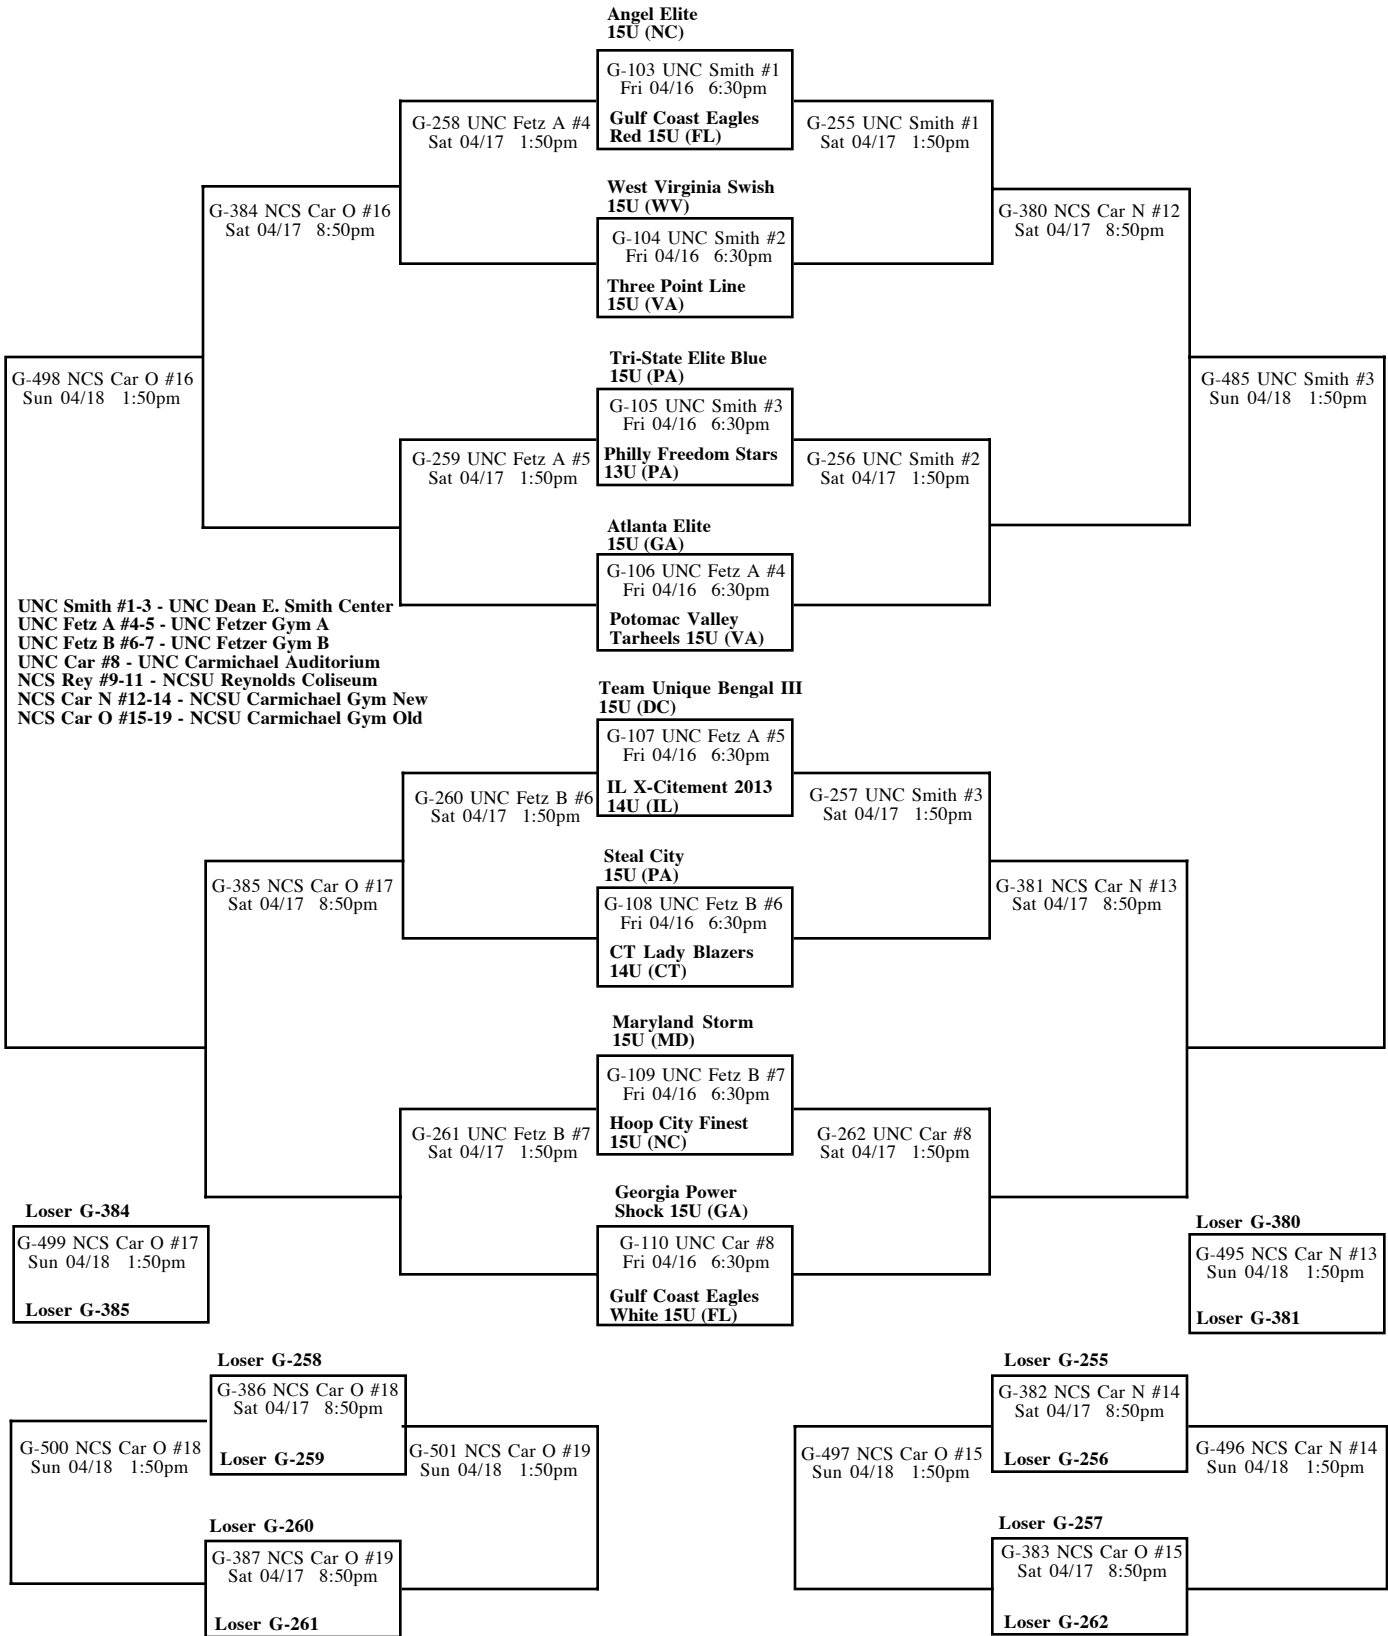 Angel Elite
15U (NC)
G-103 UNC Smith #1
Fri 04/16 6:30pm
Gulf Coast Eagles
Red 15U (FL)
G-258 UNC Fetz A #4
Sat 04/17 1:50pm
G-255 UNC Smith #1
Sat 04/17 1:50pm
West Virginia Swish
15U (WV)
G-384 NCS Car O #16
Sat 04/17 8:50pm
G-104 UNC Smith #2
Fri 04/16 6:30pm
Three Point Line
15U (VA)
G-380 NCS Car N #12
Sat 04/17 8:50pm
Tri-State Elite Blue
15U (PA)
G-498 NCS Car O #16
Sun 04/18 1:50pm
G-105 UNC Smith #3
Fri 04/16 6:30pm
Philly Freedom Stars
13U (PA)
G-485 UNC Smith #3
Sun 04/18 1:50pm
G-259 UNC Fetz A #5
Sat 04/17 1:50pm
G-256 UNC Smith #2
Sat 04/17 1:50pm
Atlanta Elite
15U (GA)
G-106 UNC Fetz A #4
Fri 04/16 6:30pm
Potomac Valley
Tarheels 15U (VA)
UNC Smith #1-3 - UNC Dean E. Smith Center
UNC Fetz A #4-5 - UNC Fetzer Gym A
UNC Fetz B #6-7 - UNC Fetzer Gym B
UNC Car #8 - UNC Carmichael Auditorium
NCS Rey #9-11 - NCSU Reynolds Coliseum
NCS Car N #12-14 - NCSU Carmichael Gym New
NCS Car O #15-19 - NCSU Carmichael Gym Old
Team Unique Bengal III
15U (DC)
G-107 UNC Fetz A #5
Fri 04/16 6:30pm
IL X-Citement 2013
14U (IL)
G-260 UNC Fetz B #6
Sat 04/17 1:50pm
G-257 UNC Smith #3
Sat 04/17 1:50pm
Steal City
15U (PA)
G-385 NCS Car O #17
Sat 04/17 8:50pm
G-108 UNC Fetz B #6
Fri 04/16 6:30pm
CT Lady Blazers
14U (CT)
G-381 NCS Car N #13
Sat 04/17 8:50pm
Maryland Storm
15U (MD)
G-109 UNC Fetz B #7
Fri 04/16 6:30pm
Hoop City Finest
15U (NC)
G-261 UNC Fetz B #7
Sat 04/17 1:50pm
G-262 UNC Car #8
Sat 04/17 1:50pm
Georgia Power
Shock 15U (GA)
G-110 UNC Car #8
Fri 04/16 6:30pm
Gulf Coast Eagles
White 15U (FL)
Loser G-384
G-499 NCS Car O #17
Sun 04/18 1:50pm
Loser G-385
Loser G-380
G-495 NCS Car N #13
Sun 04/18 1:50pm
Loser G-381
Loser G-258
G-386 NCS Car O #18
Sat 04/17 8:50pm
Loser G-259
Loser G-255
G-382 NCS Car N #14
Sat 04/17 8:50pm
Loser G-256
G-500 NCS Car O #18
Sun 04/18 1:50pm
G-501 NCS Car O #19
Sun 04/18 1:50pm
G-497 NCS Car O #15
Sun 04/18 1:50pm
G-496 NCS Car N #14
Sun 04/18 1:50pm
Loser G-260
G-387 NCS Car O #19
Sat 04/17 8:50pm
Loser G-261
Loser G-257
G-383 NCS Car O #15
Sat 04/17 8:50pm
Loser G-262